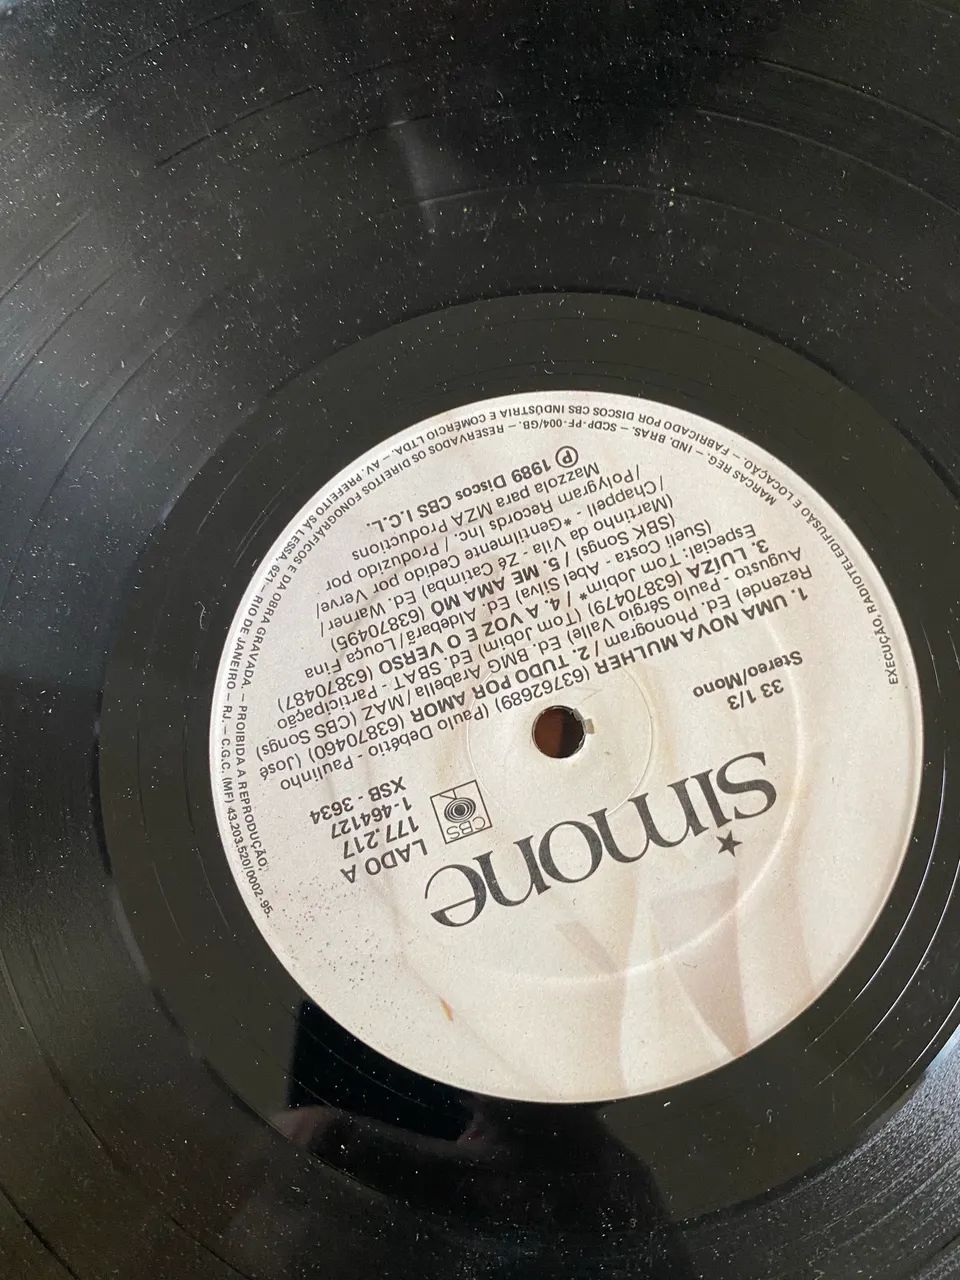 simone
33 1/3
Stereo/Mono
CBS
LADO A
177.217
1-464127
XSB - 3634
1. UMA NOVA MULHER (63762689) (Paulo Debétio - Paulinho
Rezende) Ed. Phonogram / 2. TUDO POR AMOR (63870460) (José
Augusto - Paulo Sérgio Valle) Ed. BMG Arabella / MAZ (CBS Songs)
3. LUIZA (63870479) (Tom Jobim) Ed. SBAT - Participação
Especial: Tom Jobim / * 4. A VOZ E O VERSO (63870487)
(Sueli Costa - Abel Silva) Ed. Aldebarã / Louça Fina
(SBK Songs) / 5. ME AMA MÔ (63870495)
(Martinho da Vila - Zé Catimba) Ed. Warner/
/Chappell - *Gentilmente Cedido por Verve/
/Polygram Records Inc. / Produzido por
Mazzola para MZA Productions
℗ 1989 Discos CBS I.C.L.
MARCAS REG. – IND. BRAS. – SCDP-PF-004/GB. – RESERVADOS OS DIREITOS FONOGRÁFICOS E DA OBRA GRAVADA. – PROIBIDA A REPRODUÇÃO,
EXECUÇÃO, RADIOTELEDIFUSÃO E LOCAÇÃO. – FABRICADO POR DISCOS CBS INDÚSTRIA E COMÉRCIO LTDA. – AV. PREFEITO SÁ LESSA, 621 – RIO DE JANEIRO – RJ. – C.G.C. (MF) 43.203.520/0002-95.